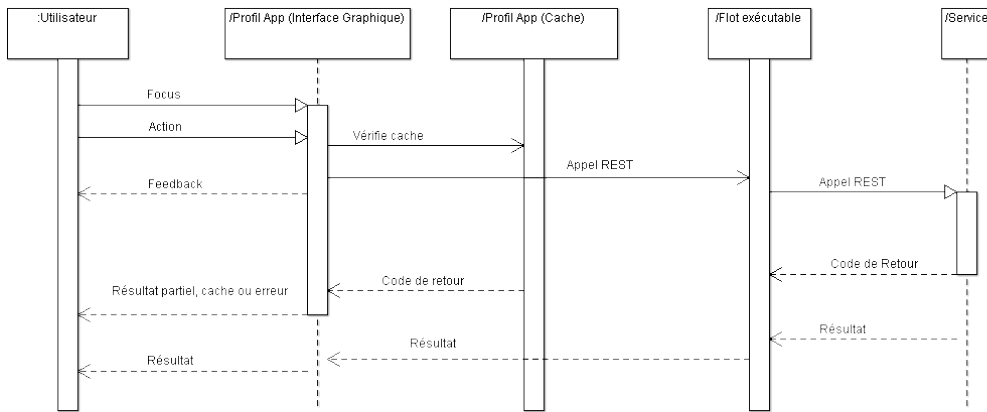 :Utilisateur
/Profil App (Interface Graphique)
/Profil App (Cache)
/Flot exécutable
/Service
Focus
Action
Vérifie cache
Appel REST
Feedback
Appel REST
Code de Retour
Code de retour
Résultat partiel, cache ou erreur
Résultat
Résultat
Résultat